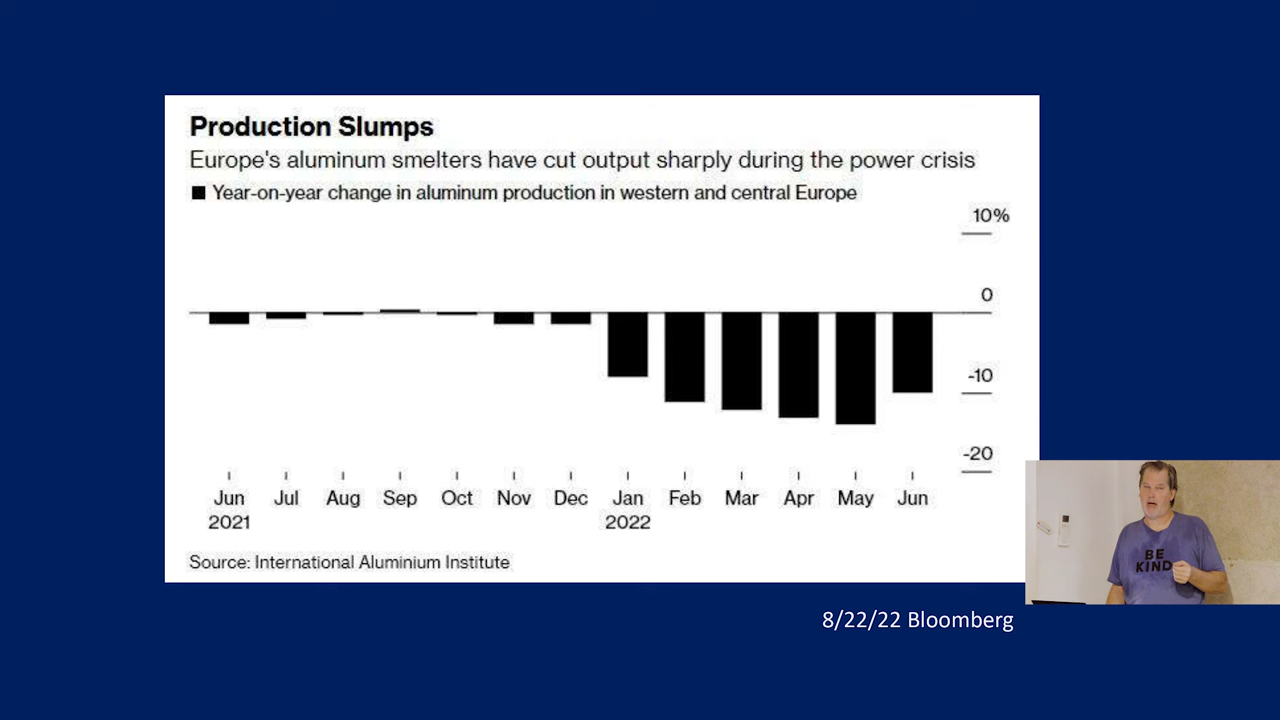 Production Slumps
Europe's aluminum smelters have cut output sharply during the power crisis
Year-on-year change in aluminum production in western and central Europe
10%
0
-10
-20
Jun Jul Aug Sep Oct Nov Dec Jan Feb Mar Apr May Jun
2021 2022
Source: International Aluminium Institute
8/22/22 Bloomberg
BE
KIND